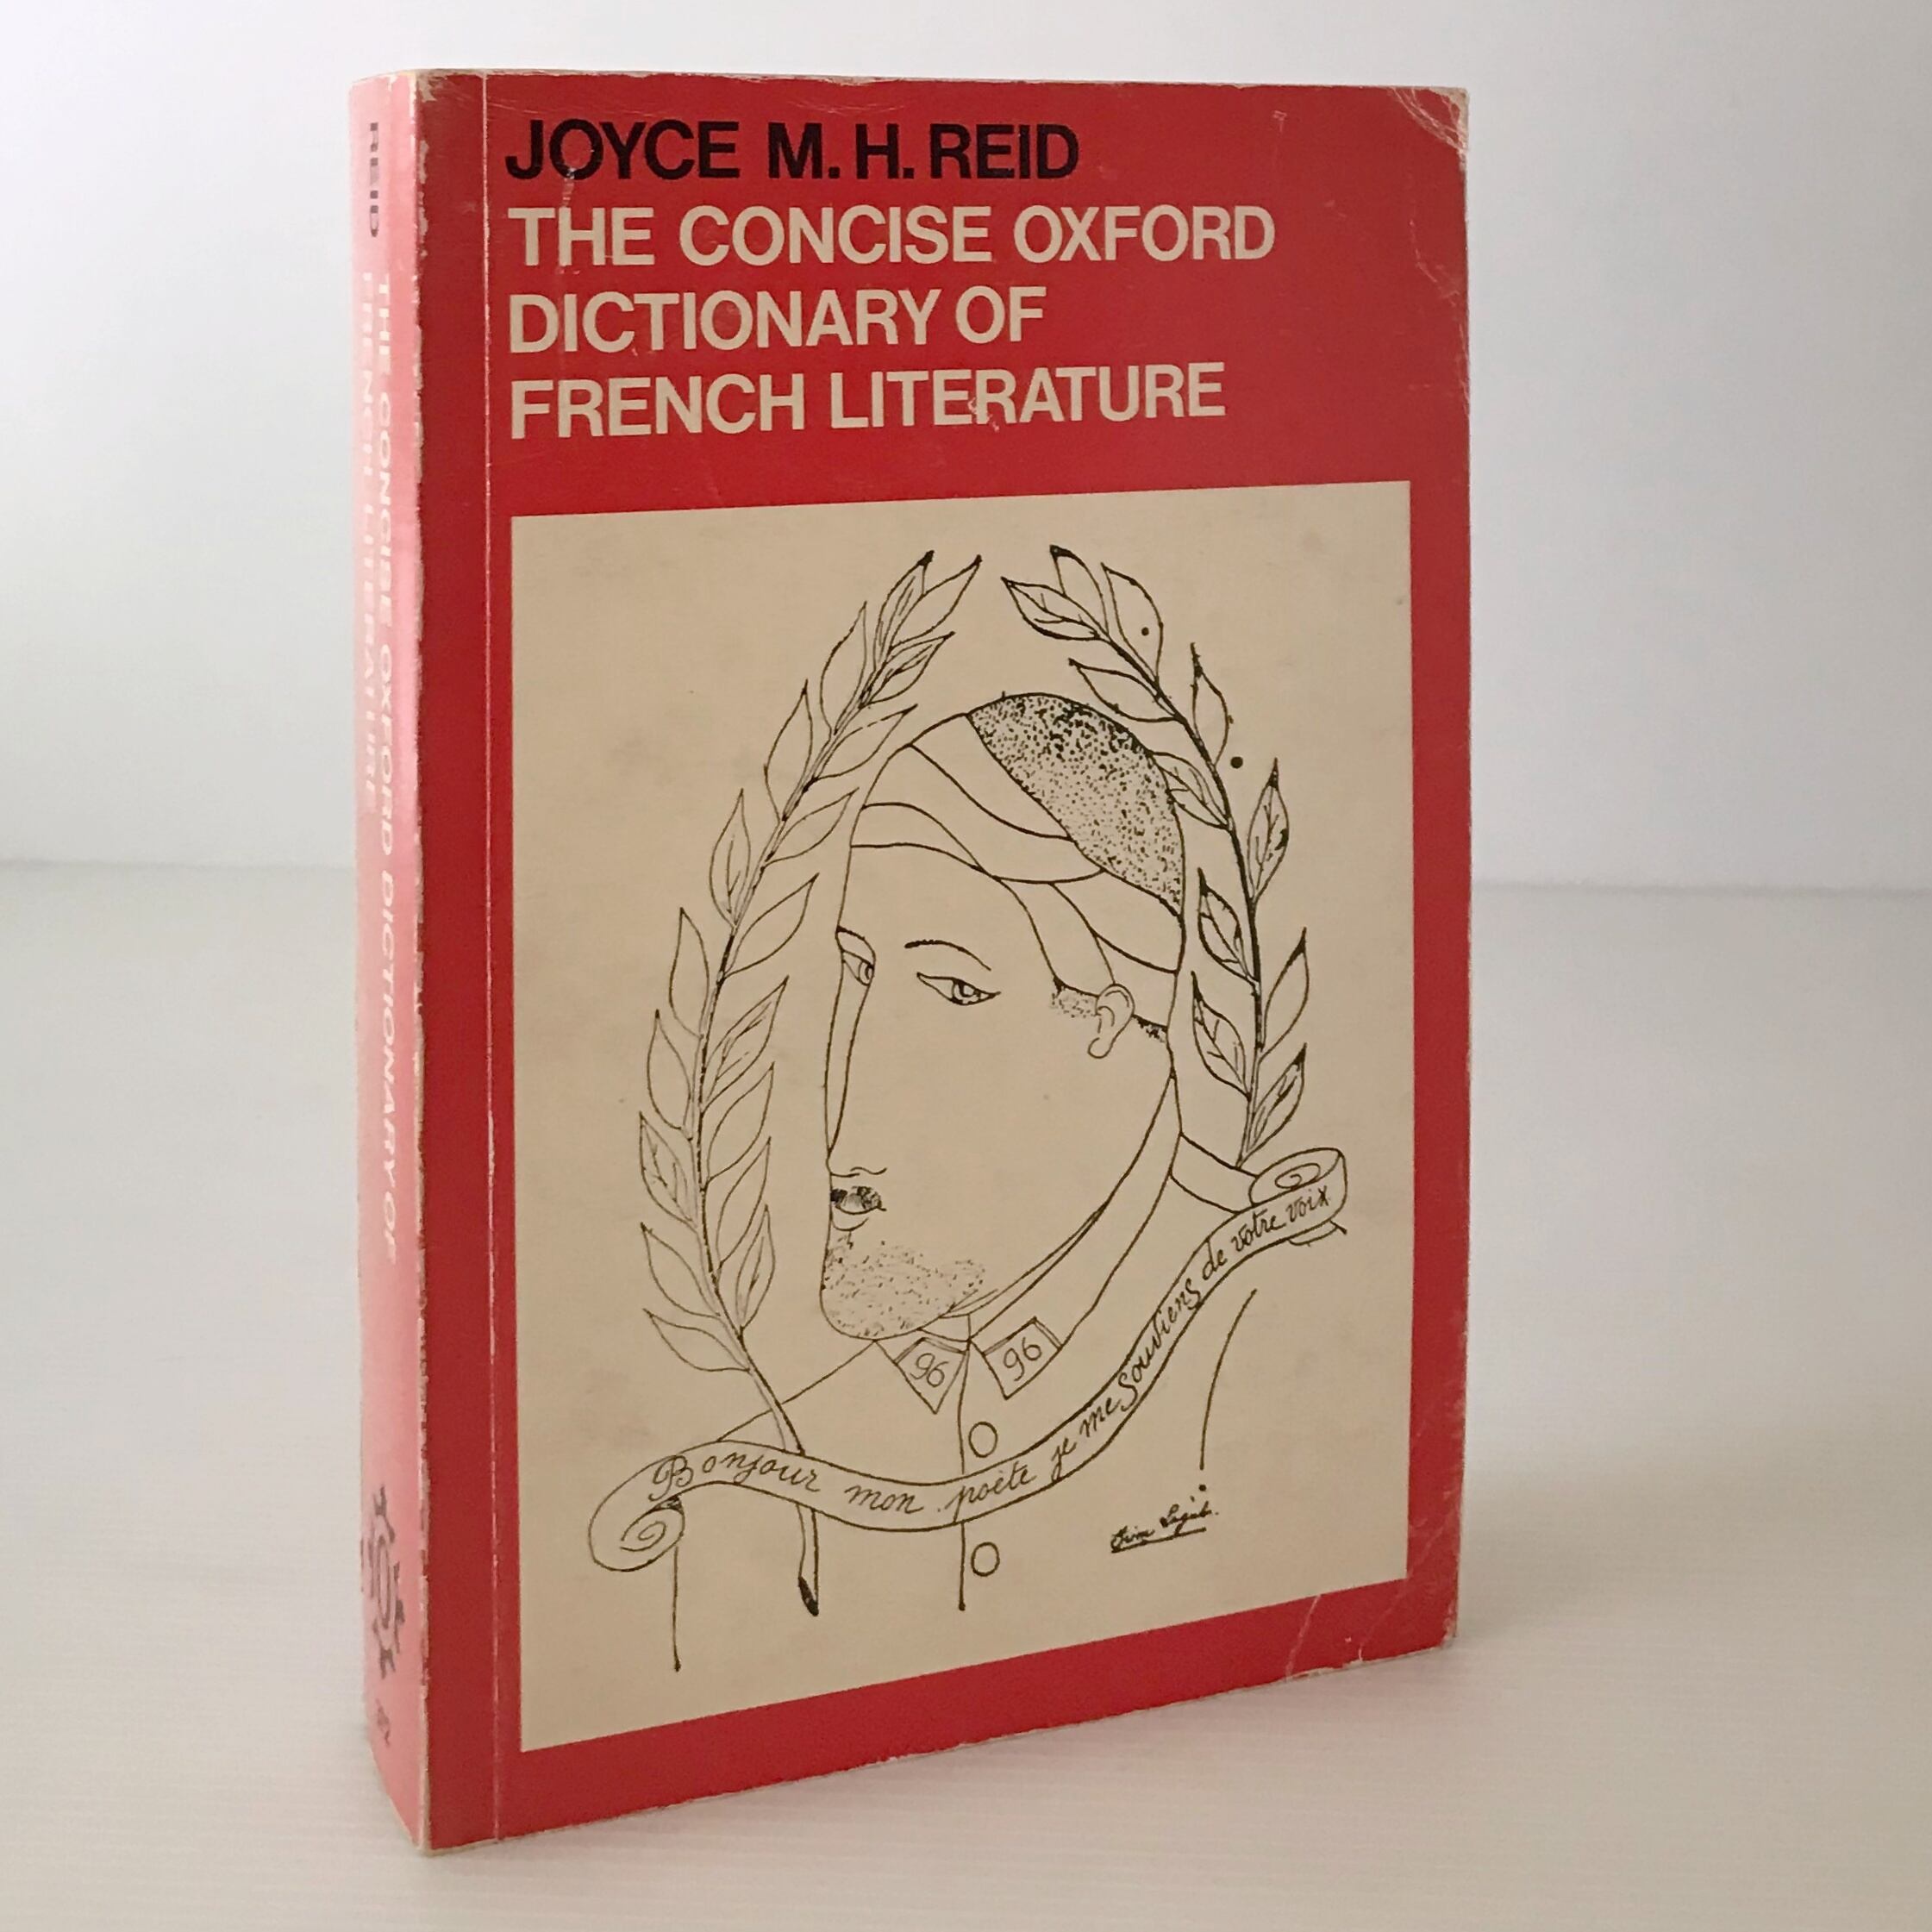 JOYCE M. H. REID
THE CONCISE OXFORD
DICTIONARY OF
FRENCH LITERATURE
96
96
Bonjour mon poète je me souviens de votre voix
REID
THE CONCISE OXFORD DICTIONARY OF
FRENCH LITERATURE